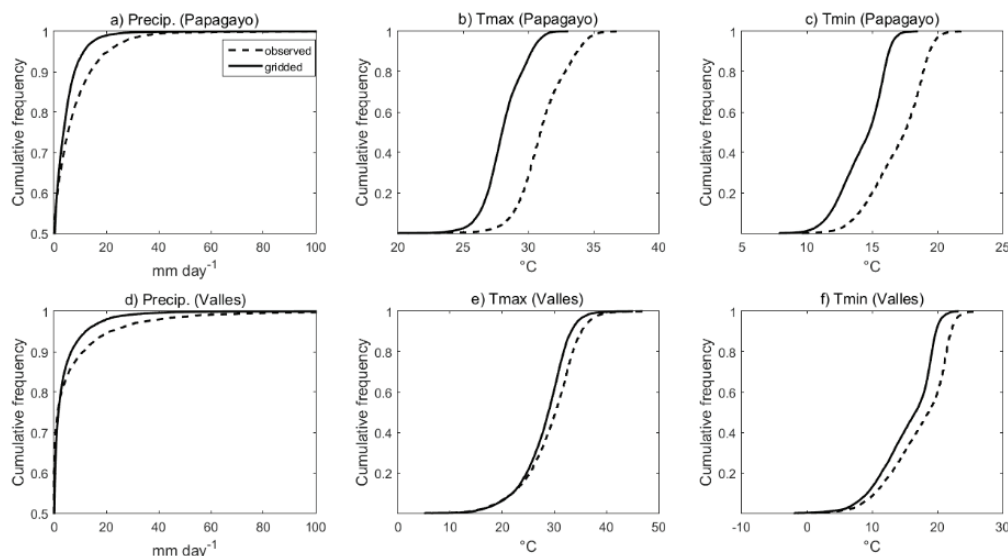 a) Precip. (Papagayo)
b) Tmax (Papagayo)
c) Tmin (Papagayo)
Cumulative frequency
1
0.9
0.8
0.7
0.6
0.5
observed
gridded
0 20 40 60 80 100
mm day-1
Cumulative frequency
1
0.8
0.6
0.4
0.2
20 25 30 35 40
°C
Cumulative frequency
1
0.8
0.6
0.4
0.2
5 10 15 20 25
°C
d) Precip. (Valles)
e) Tmax (Valles)
f) Tmin (Valles)
Cumulative frequency
1
0.9
0.8
0.7
0.6
0.5
0 20 40 60 80 100
mm day-1
Cumulative frequency
1
0.8
0.6
0.4
0.2
0 10 20 30 40 50
°C
Cumulative frequency
1
0.8
0.6
0.4
0.2
-10 0 10 20 30
°C